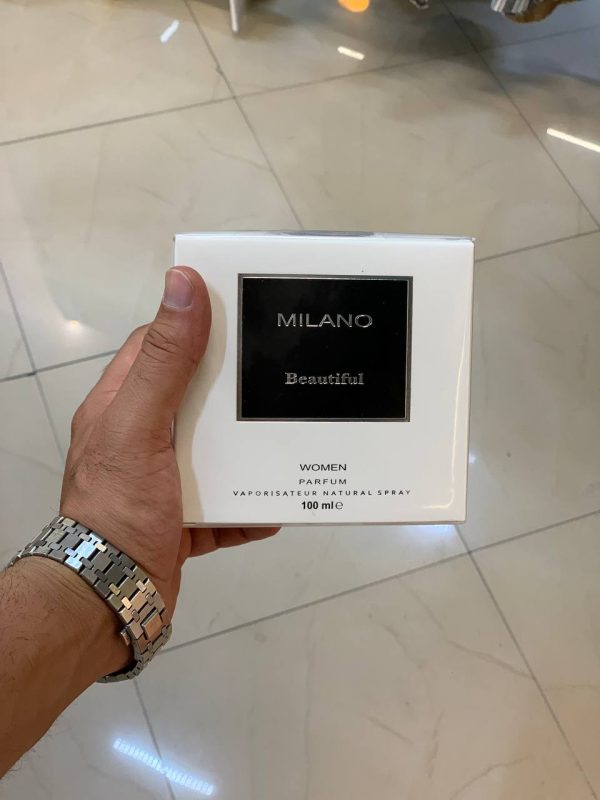 MILANO
Beautiful
WOMEN
PARFUM
VAPORISATEUR NATURAL SPRAY
100 ml℮